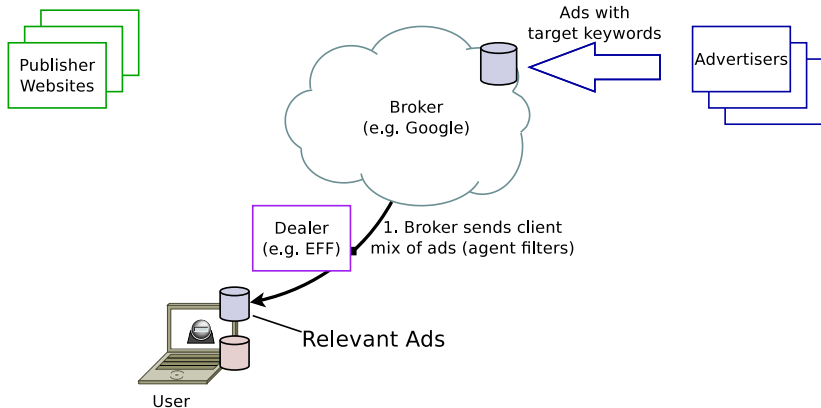 Publisher
Websites
Ads with
target keywords
Advertisers
Broker
(e.g. Google)
Dealer
(e.g. EFF)
1. Broker sends client
mix of ads (agent filters)
Relevant Ads
User